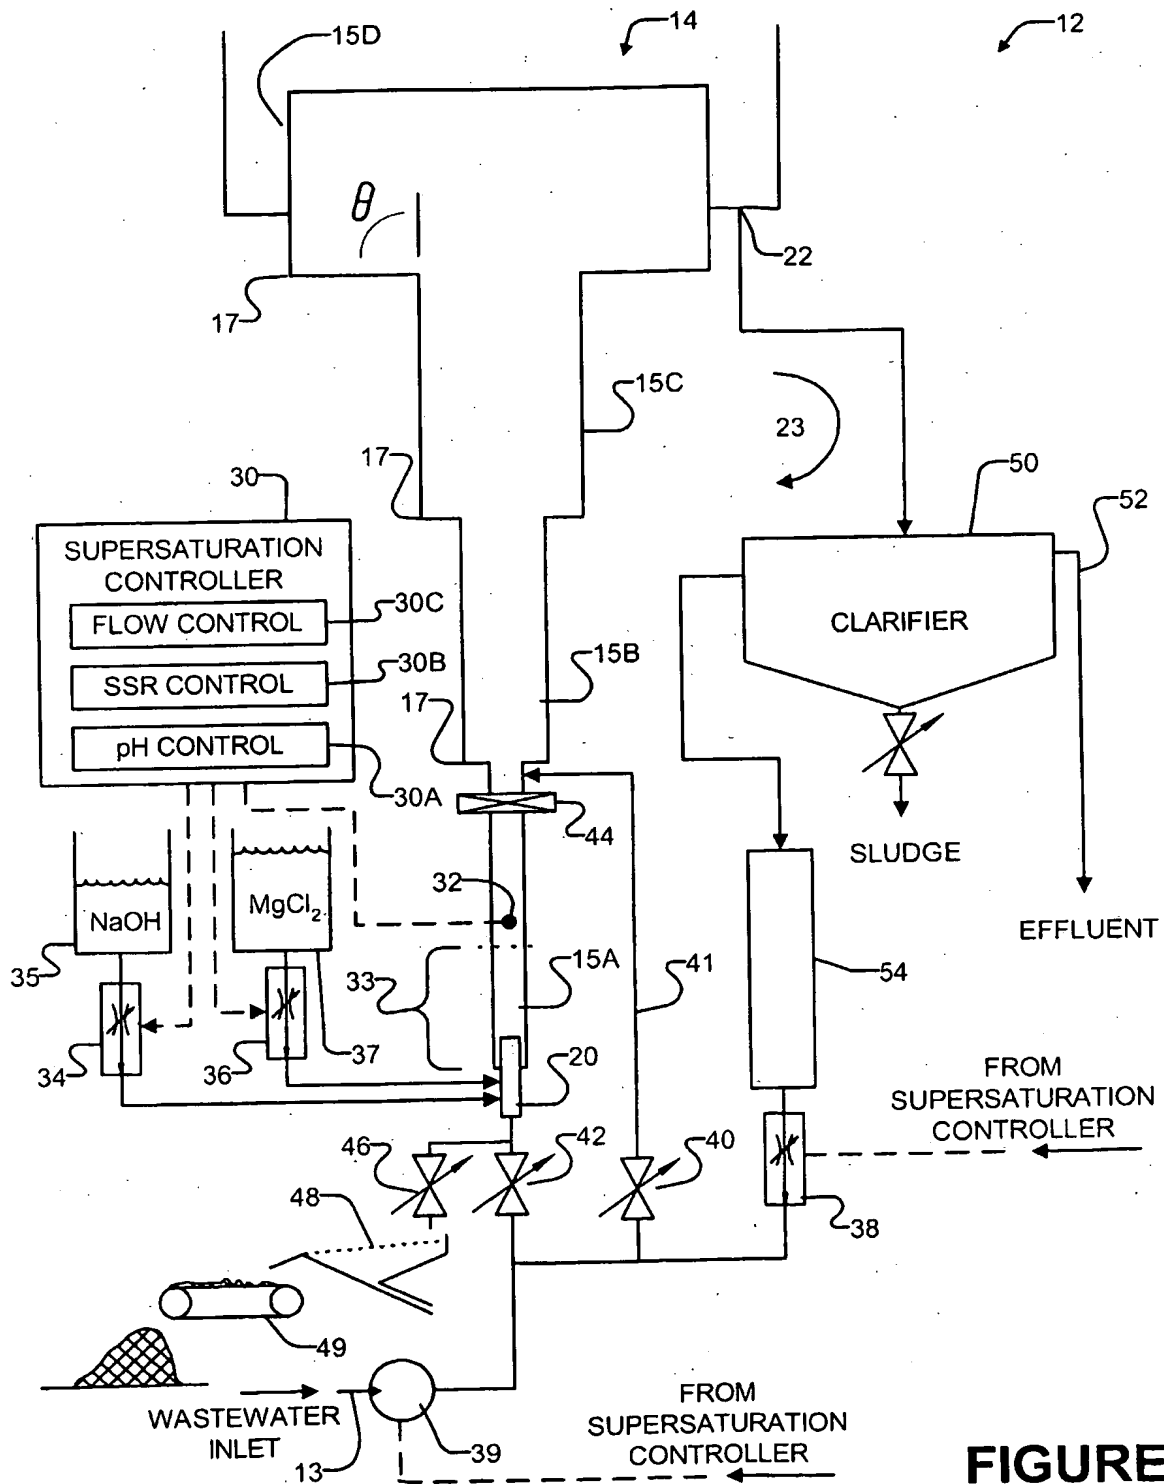 15D
14
12
θ
22
17
15C
23
17
30
50
52
SUPERSATURATION
CONTROLLER
FLOW CONTROL
30C
CLARIFIER
SSR CONTROL
30B
15B
17
pH CONTROL
30A
44
SLUDGE
NaOH
MgCl₂
32
EFFLUENT
35
33
15A
41
54
34
36
37
20
FROM
SUPERSATURATION
CONTROLLER
46
42
40
48
38
49
WASTEWATER
INLET
13
39
FROM
SUPERSATURATION
CONTROLLER
FIGURE